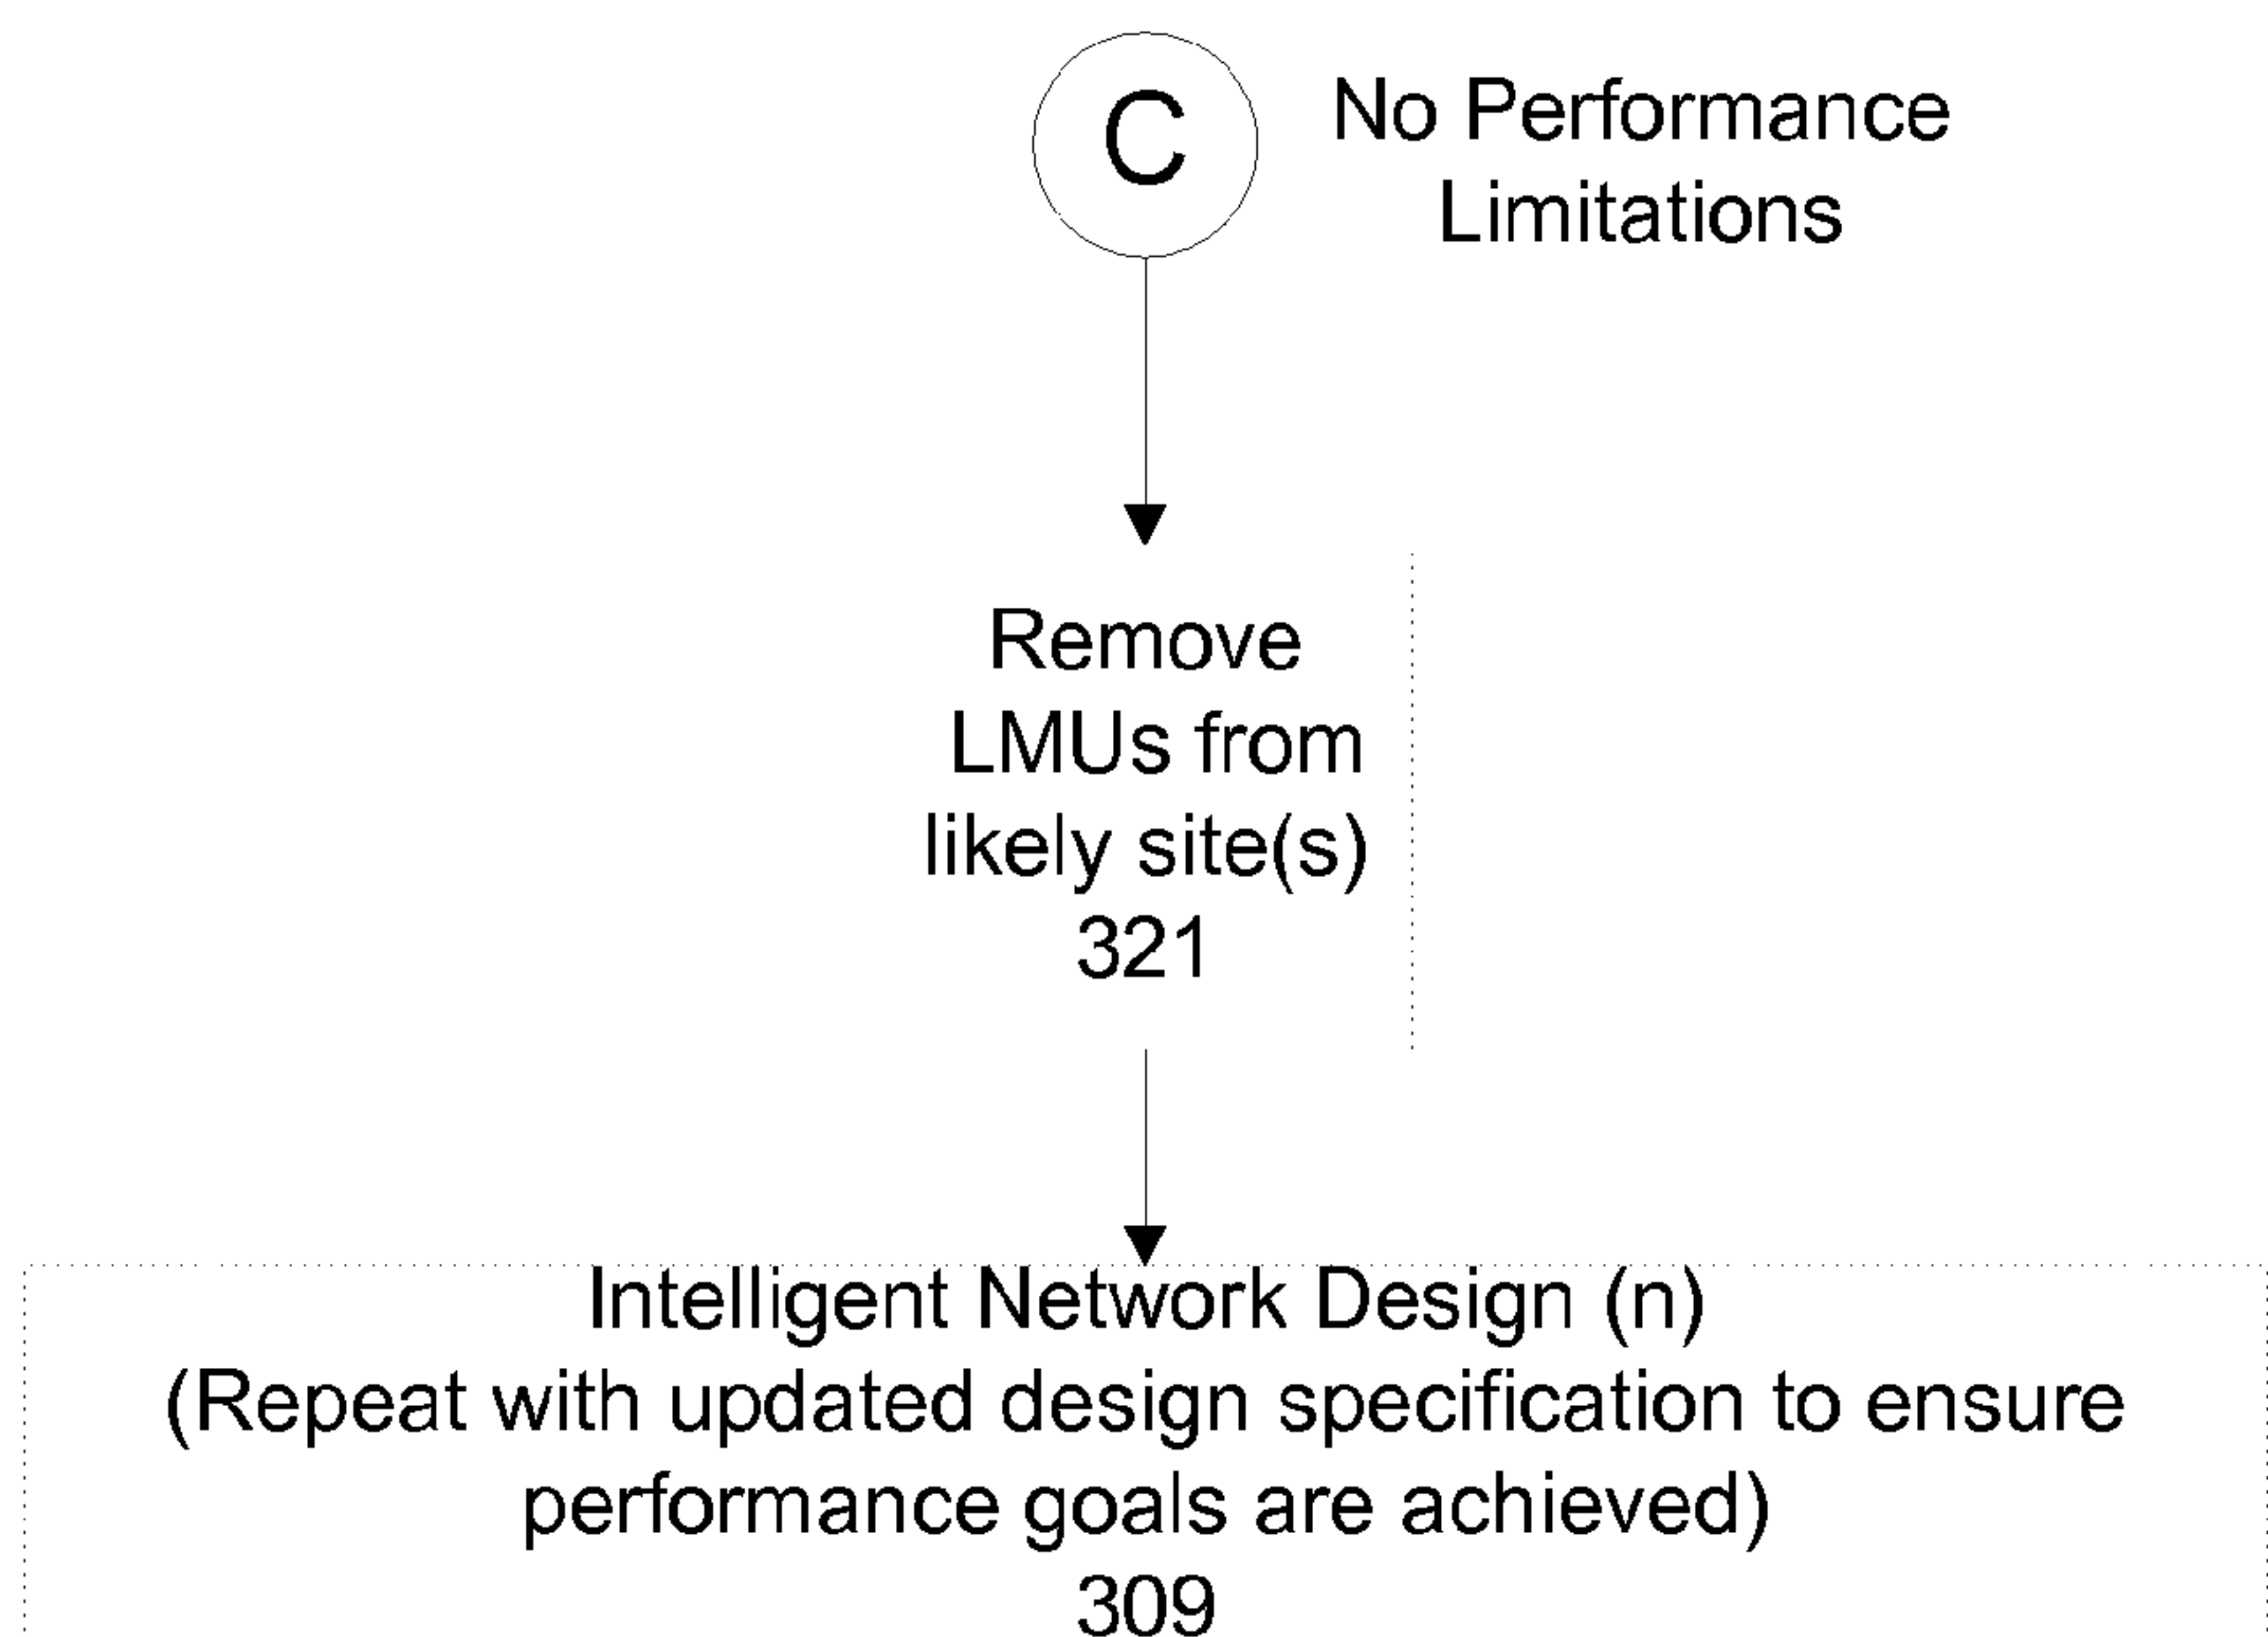 C
No Performance
Limitations
Remove
LMUs from
likely site(s)
321
Intelligent Network Design (n)
(Repeat with updated design specification to ensure
performance goals are achieved)
309